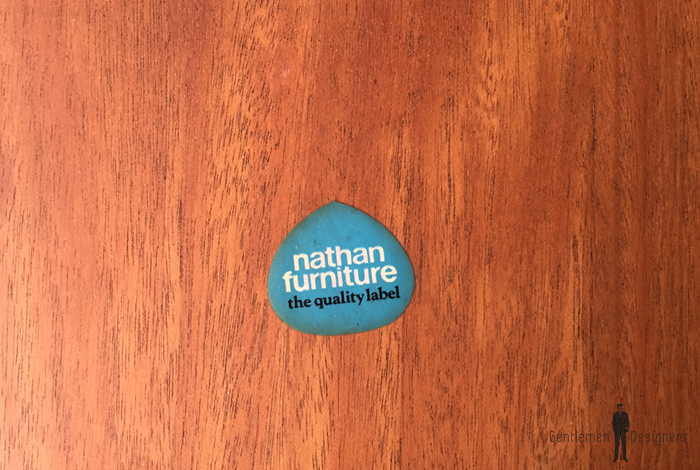 nathan
furniture
the quality label
Gentlemen Designers